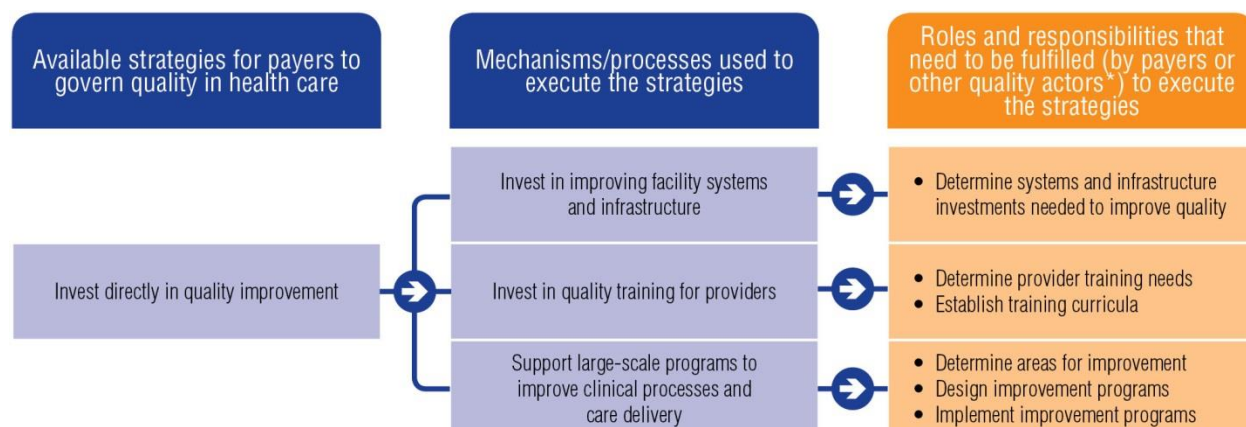 Available strategies for payers to
govern quality in health care
Mechanisms/processes used to
execute the strategies
Roles and responsibilities that
need to be fulfilled (by payers or
other quality actors*) to execute
the strategies
Invest directly in quality improvement
Invest in improving facility systems
and infrastructure
• Determine systems and infrastructure
investments needed to improve quality
Invest in quality training for providers
• Determine provider training needs
• Establish training curricula
Support large-scale programs to
improve clinical processes and
care delivery
• Determine areas for improvement
• Design improvement programs
• Implement improvement programs